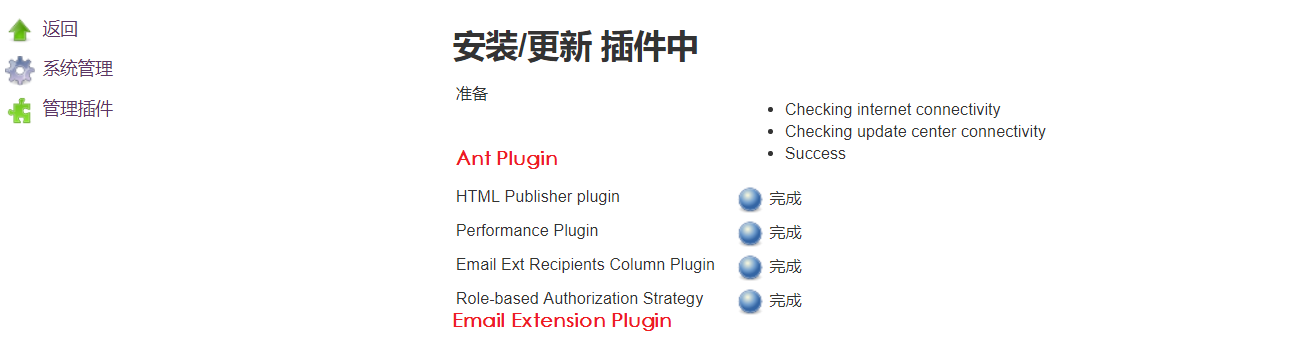 返回
系统管理
管理插件
安装/更新 插件中
准备
Checking internet connectivity
Checking update center connectivity
Success
Ant Plugin
HTML Publisher plugin 完成
Performance Plugin 完成
Email Ext Recipients Column Plugin 完成
Role-based Authorization Strategy 完成
Email Extension Plugin